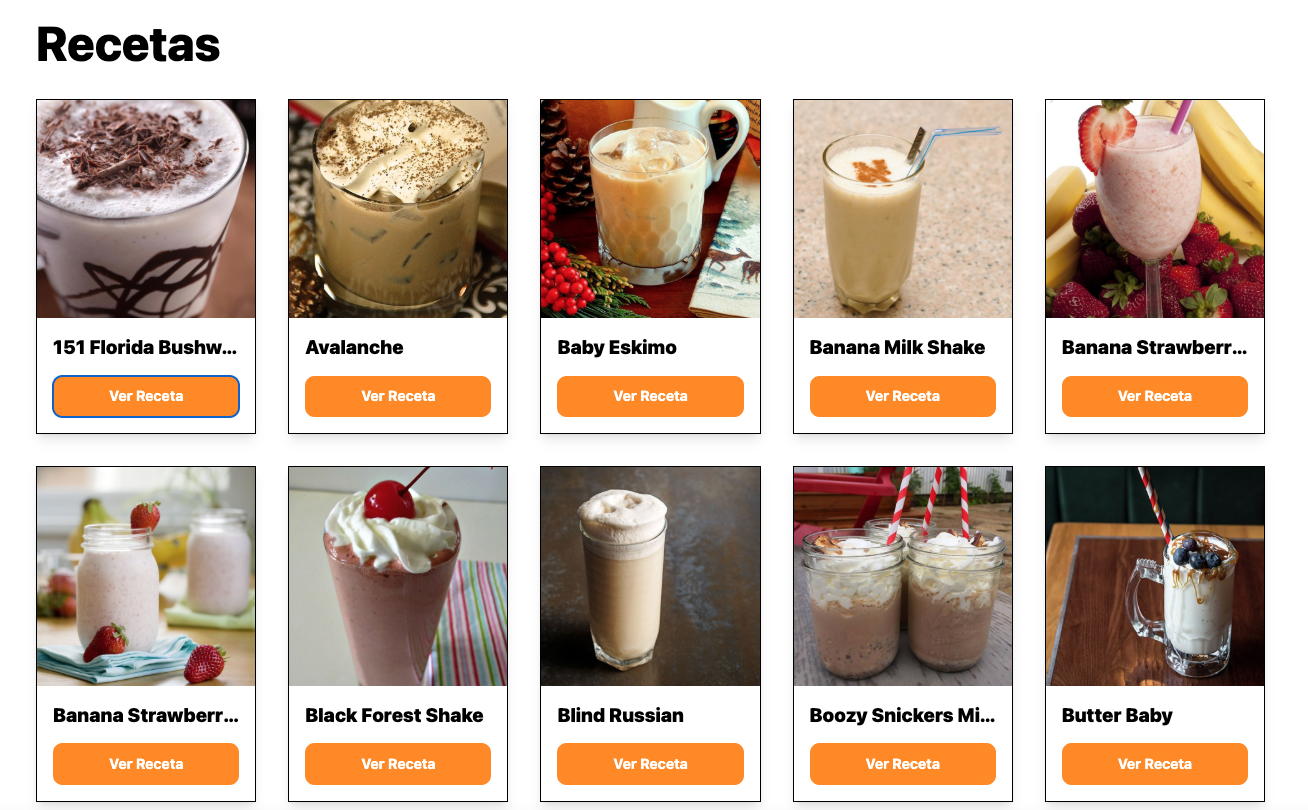 Recetas
151 Florida Bushw...
Avalanche
Baby Eskimo
Banana Milk Shake
Banana Strawberr...
Ver Receta
Ver Receta
Ver Receta
Ver Receta
Ver Receta
Banana Strawberr...
Black Forest Shake
Blind Russian
Boozy Snickers Mi...
Butter Baby
Ver Receta
Ver Receta
Ver Receta
Ver Receta
Ver Receta